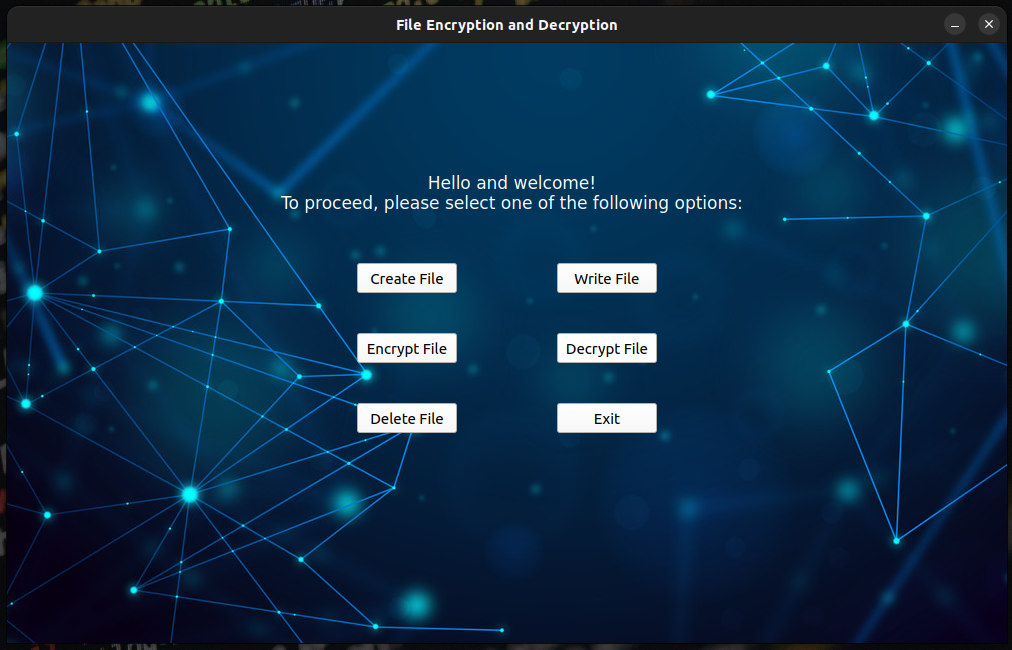 File Encryption and Decryption
Hello and welcome!
To proceed, please select one of the following options:
Create File
Write File
Encrypt File
Decrypt File
Delete File
Exit